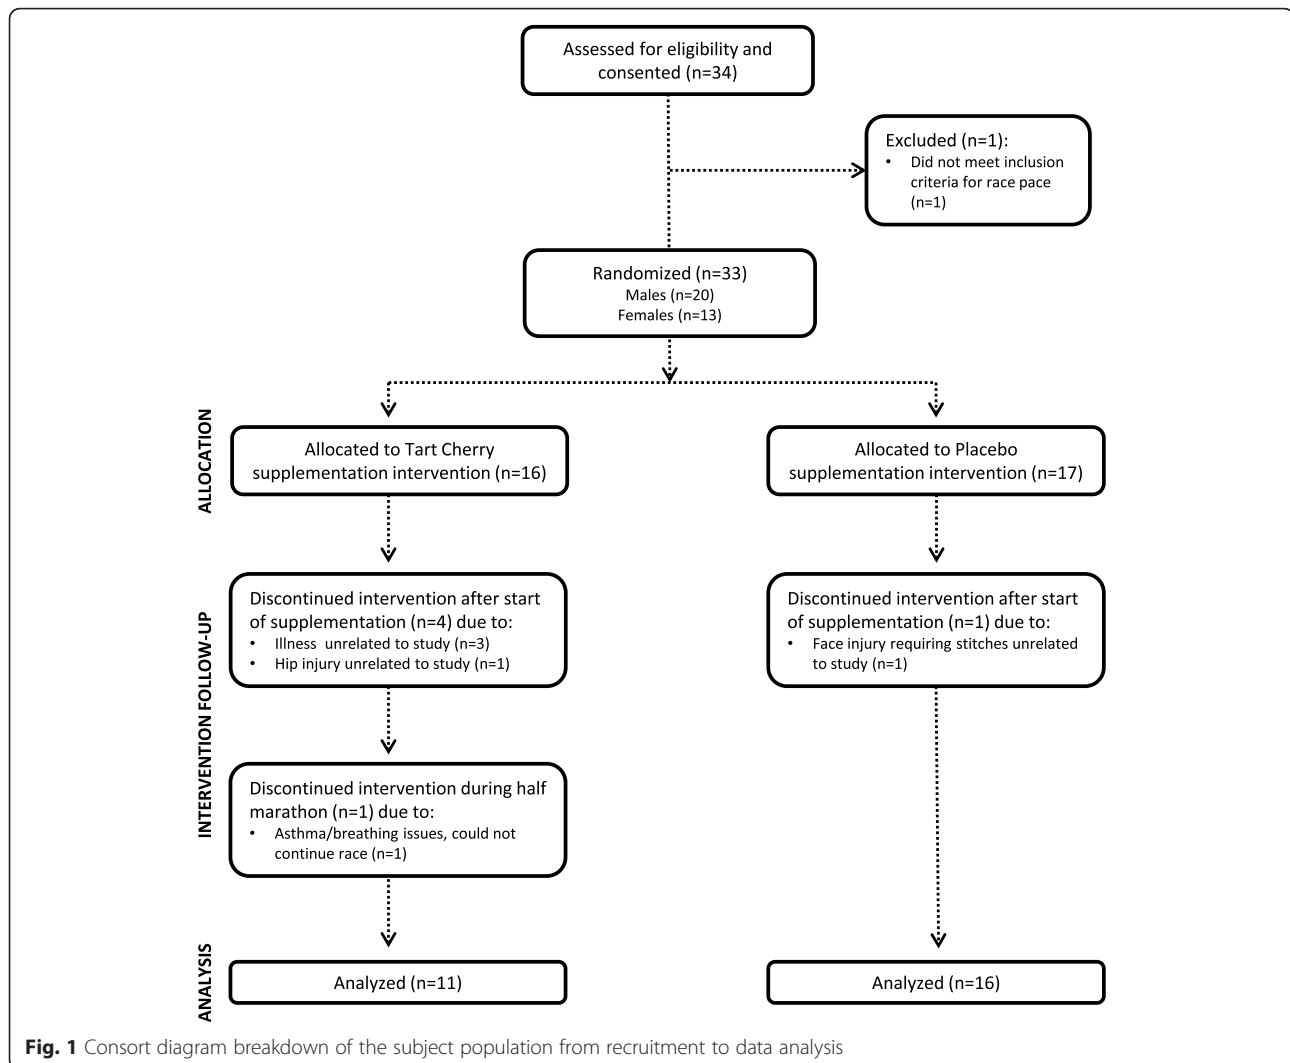 Assessed for eligibility and
consented (n=34)
Excluded (n=1):
• Did not meet inclusion
criteria for race pace
(n=1)
Randomized (n=33)
Males (n=20)
Females (n=13)
ALLOCATION
Allocated to Tart Cherry
supplementation intervention (n=16)
Allocated to Placebo
supplementation intervention (n=17)
INTERVENTION FOLLOW-UP
Discontinued intervention after start
of supplementation (n=4) due to:
• Illness unrelated to study (n=3)
• Hip injury unrelated to study (n=1)
Discontinued intervention after start
of supplementation (n=1) due to:
• Face injury requiring stitches unrelated
to study (n=1)
Discontinued intervention during half
marathon (n=1) due to:
• Asthma/breathing issues, could not
continue race (n=1)
ANALYSIS
Analyzed (n=11)
Analyzed (n=16)
Fig. 1 Consort diagram breakdown of the subject population from recruitment to data analysis